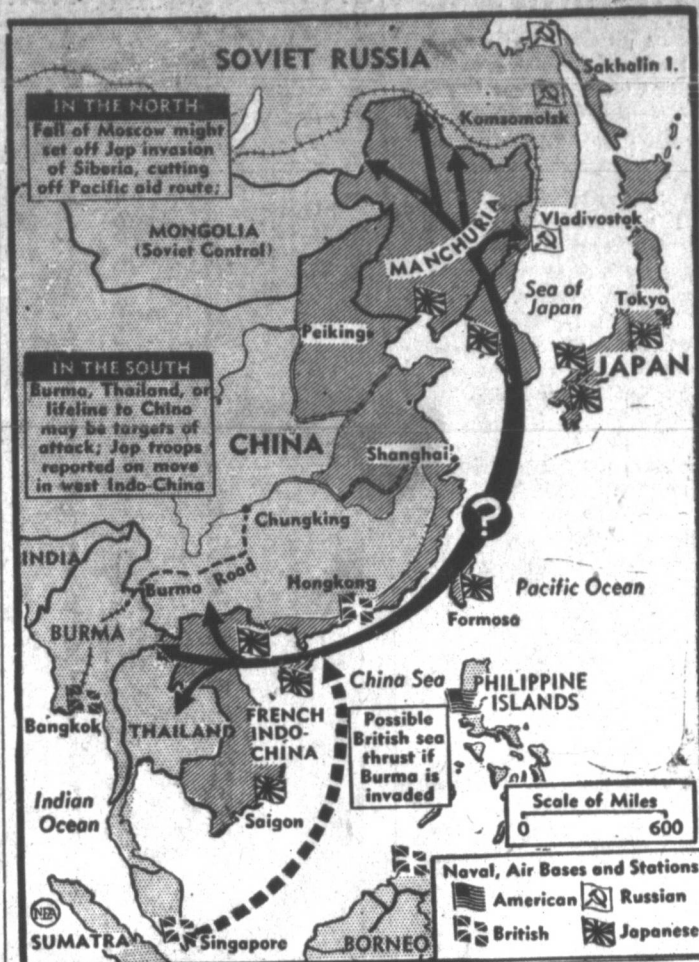 SOVIET RUSSIA
Sakhalin I.
IN THE NORTH-
Fall of Moscow might
set off Jap invasion
of Siberia, cutting
off Pacific aid route;
Komsomolsk
MONGOLIA
(Soviet Control)
MANCHURIA
Vladivostok
Sea of
Japan
Tokyo
Peiking
JAPAN
IN THE SOUTH
Burma, Thailand, or
lifeline to China
may be targets of
attack; Jap troops
reported on move
in west Indo-China
CHINA
Shanghai
Chungking
?
INDIA
Burma Road
Hongkong
Pacific Ocean
Formosa
BURMA
China Sea
PHILIPPINE
ISLANDS
Bangkok
THAILAND
FRENCH
INDO-
CHINA
Possible
British sea
thrust if
Burma is
invaded
Indian
Ocean
Saigon
Scale of Miles
0 600
Naval, Air Bases and Stations
American Russian
British Japanese
NEA
SUMATRA
Singapore
BORNEO